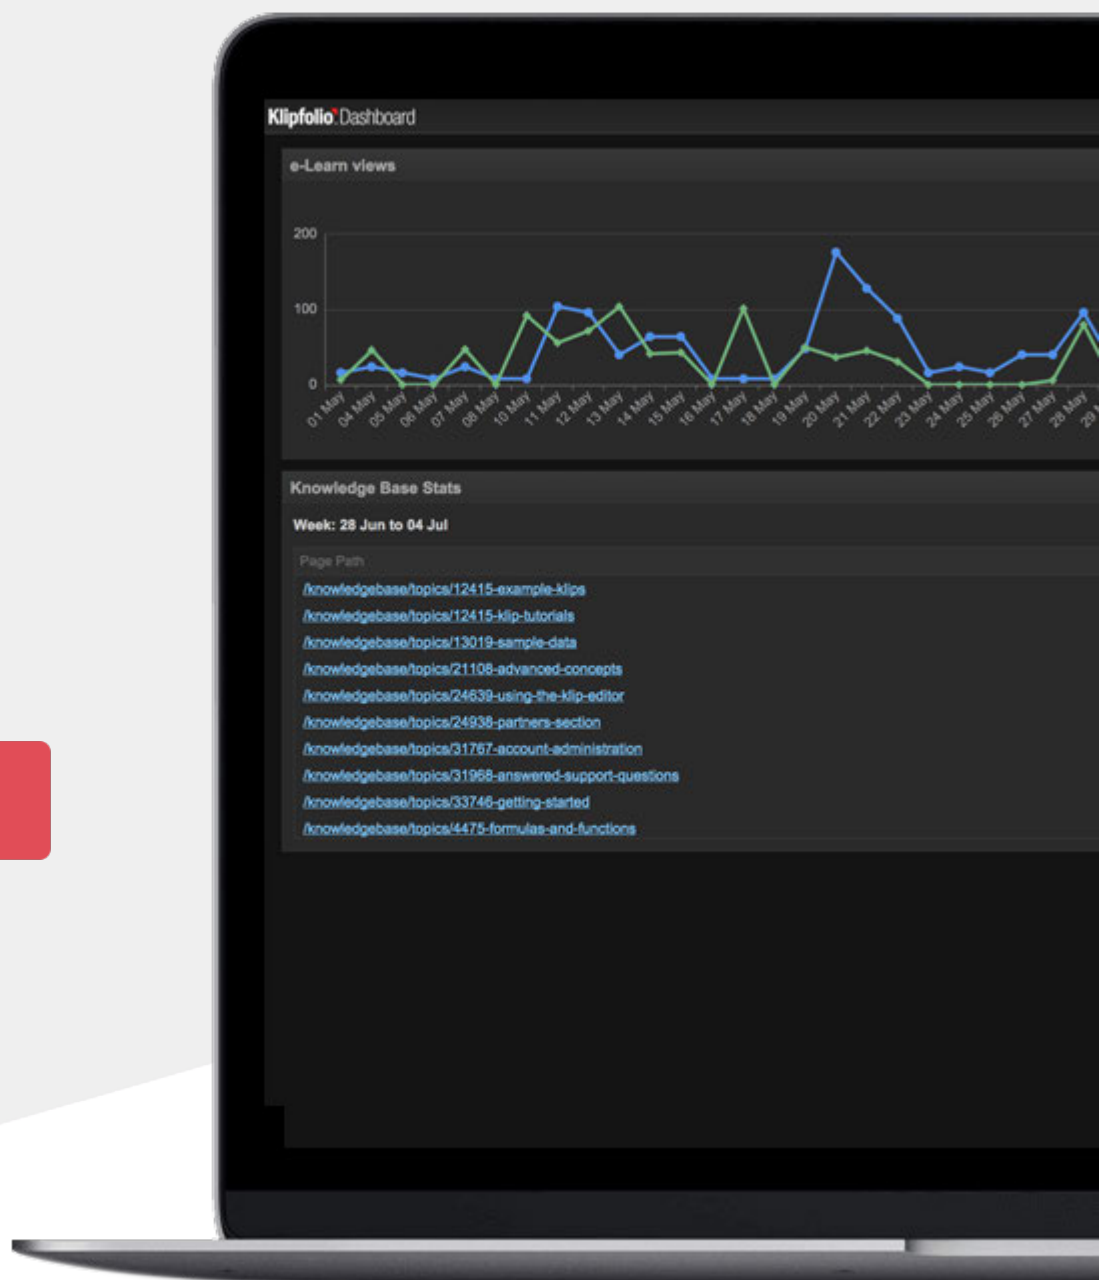 Klipfolio Dashboard
e-Learn views
200
100
0
01 May
04 May
05 May
06 May
07 May
08 May
10 May
11 May
12 May
13 May
14 May
15 May
16 May
17 May
18 May
19 May
20 May
21 May
22 May
23 May
24 May
25 May
26 May
27 May
28 May
29
Knowledge Base Stats
Week: 28 Jun to 04 Jul
Page Path
/knowledgebase/topics/12415-example-klips
/knowledgebase/topics/12415-klip-tutorials
/knowledgebase/topics/13019-sample-data
/knowledgebase/topics/21108-advanced-concepts
/knowledgebase/topics/24639-using-the-klip-editor
/knowledgebase/topics/24938-partners-section
/knowledgebase/topics/31767-account-administration
/knowledgebase/topics/31968-answered-support-questions
/knowledgebase/topics/33746-getting-started
/knowledgebase/topics/4475-formulas-and-functions